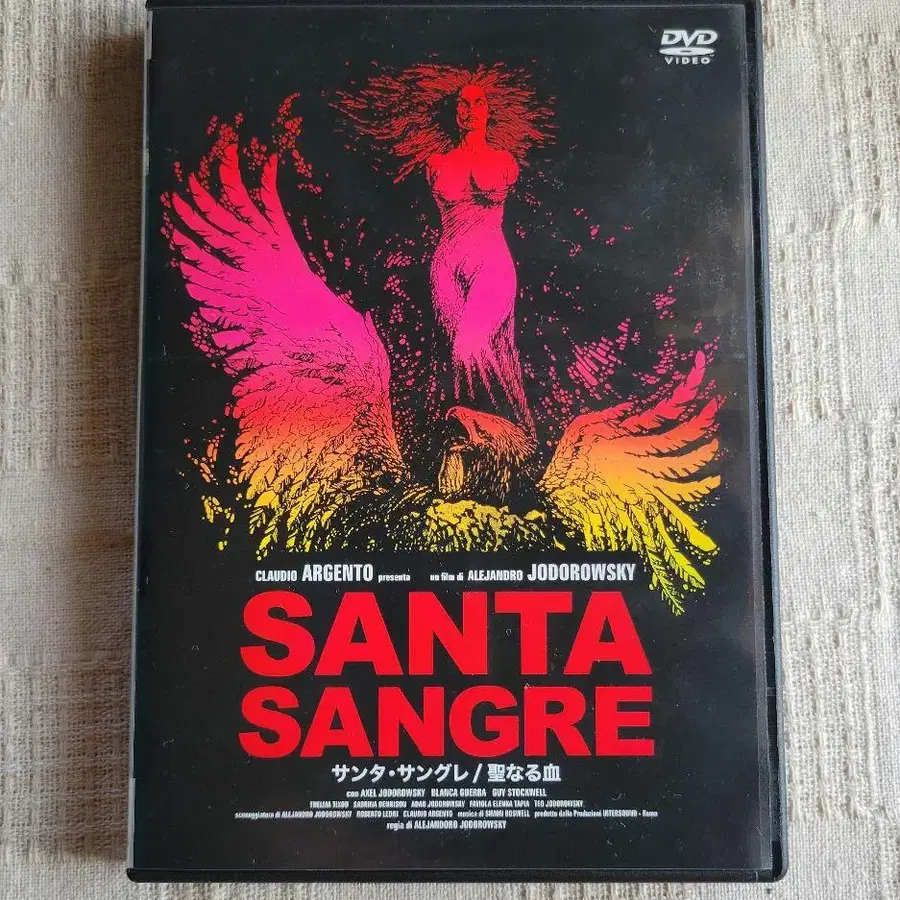 DVD
VIDEO
CLAUDIO ARGENTO presenta un film di ALEJANDRO JODOROWSKY
SANTA
SANGRE
サンタ・サングレ / 聖なる血
con AXEL JODOROWSKY BLANCA GUERRA GUY STOCKWELL
THELMA TIXOU SABRINA DENNISON ADAN JODOROWSKY FAVIOLA ELENKA TAPIA TEO JODOROWSKY
sceneggiatura di ALEJANDRO JODOROWSKY ROBERTO LEONI CLAUDIO ARGENTO musica di SIMON BOSWELL prodotto dalla Produzioni INTERSOUND - Roma
regia di ALEJANDORO JODOROWSKY